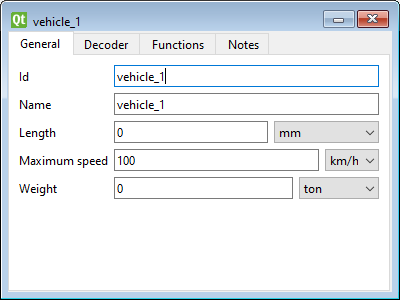 Qt vehicle_1
General Decoder Functions Notes
Id vehicle_1
Name vehicle_1
Length 0 mm
Maximum speed 100 km/h
Weight 0 ton